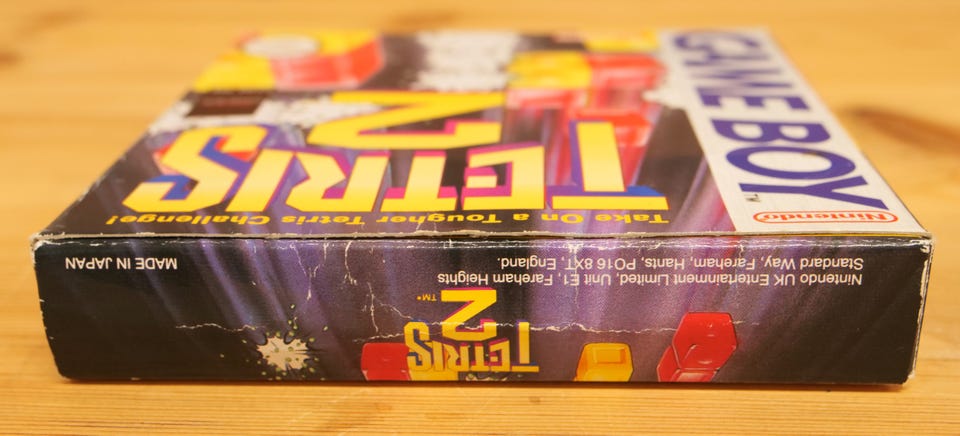 GAME BOY
TM
Nintendo
TETRIS
2
Take On a Tougher Tetris Challenge!
TETRIS
2
TM*
Nintendo UK Entertainment Limited, Unit E1, Fareham Heights
Standard Way, Fareham, Hants, PO16 8XT, England.
MADE IN JAPAN